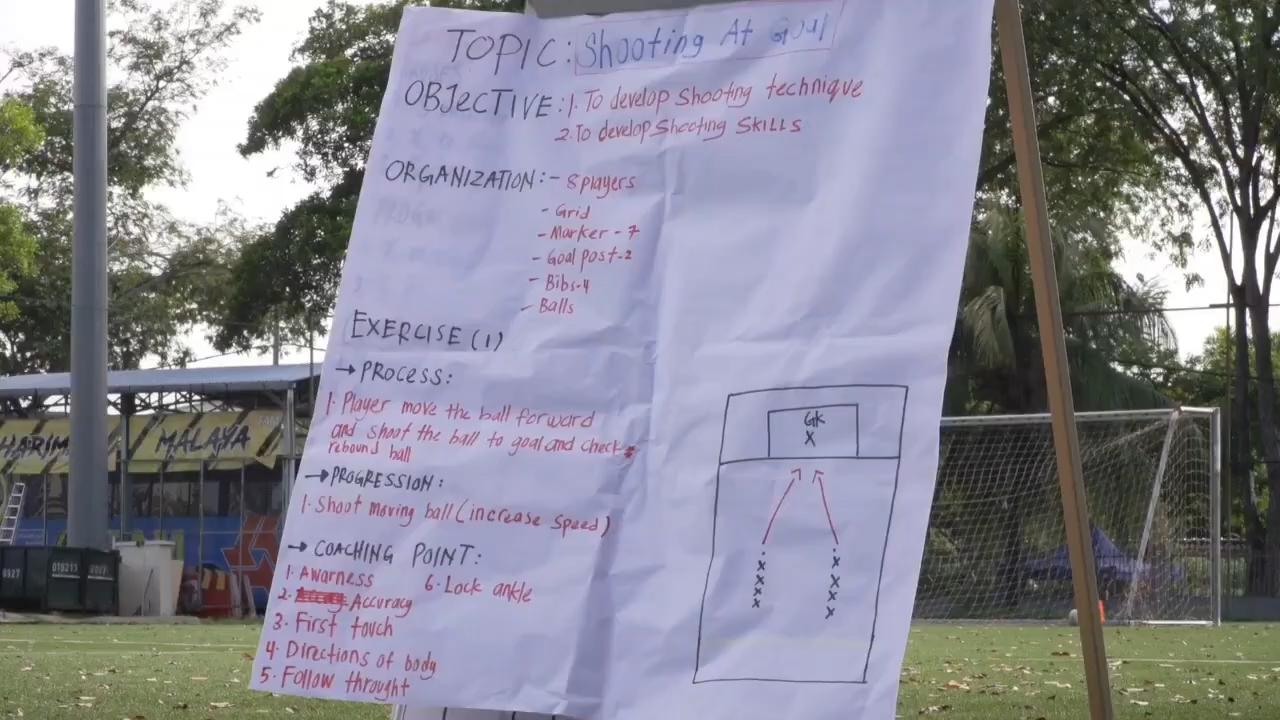 TOPIC: Shooting At Goal
OBJECTIVE: 1. To develop shooting technique
2. To develop Shooting SKILLS
ORGANIZATION: - 8 players
- Grid
- Marker - 7
- Goal post - 2
- Bibs - 4
- Balls
EXERCISE (1)
→ PROCESS:
1. Player move the ball forward
and shoot the ball to goal and check
rebound ball
→ PROGRESSION:
1. Shoot moving ball (increase speed)
→ COACHING POINT:
1. Awarness 6. Lock ankle
2. Accuracy
3. First touch
4. Directions of body
5. Follow throught
GK
X
x x x x
x x x x x
HARIMAU
MALAYA